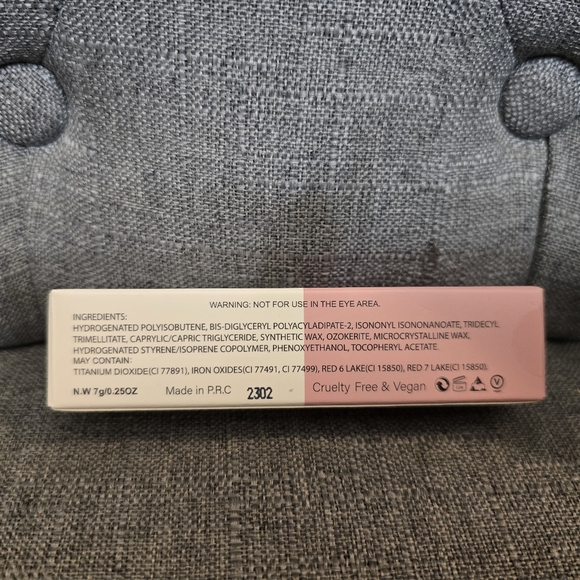 WARNING: NOT FOR USE IN THE EYE AREA.
INGREDIENTS:
HYDROGENATED POLYISOBUTENE, BIS-DIGLYCERYL POLYACYLADIPATE-2, ISONONYL ISONONANOATE, TRIDECYL
TRIMELLITATE, CAPRYLIC/CAPRIC TRIGLYCERIDE, SYNTHETIC WAX, OZOKERITE, MICROCRYSTALLINE WAX,
HYDROGENATED STYRENE/ISOPRENE COPOLYMER, PHENOXYETHANOL, TOCOPHERYL ACETATE.
MAY CONTAIN:
TITANIUM DIOXIDE(CI 77891), IRON OXIDES(CI 77491, CI 77499), RED 6 LAKE(CI 15850), RED 7 LAKE(CI 15850).
N.W 7g/0.25OZ Made in P.R.C 2302 Cruelty Free & Vegan